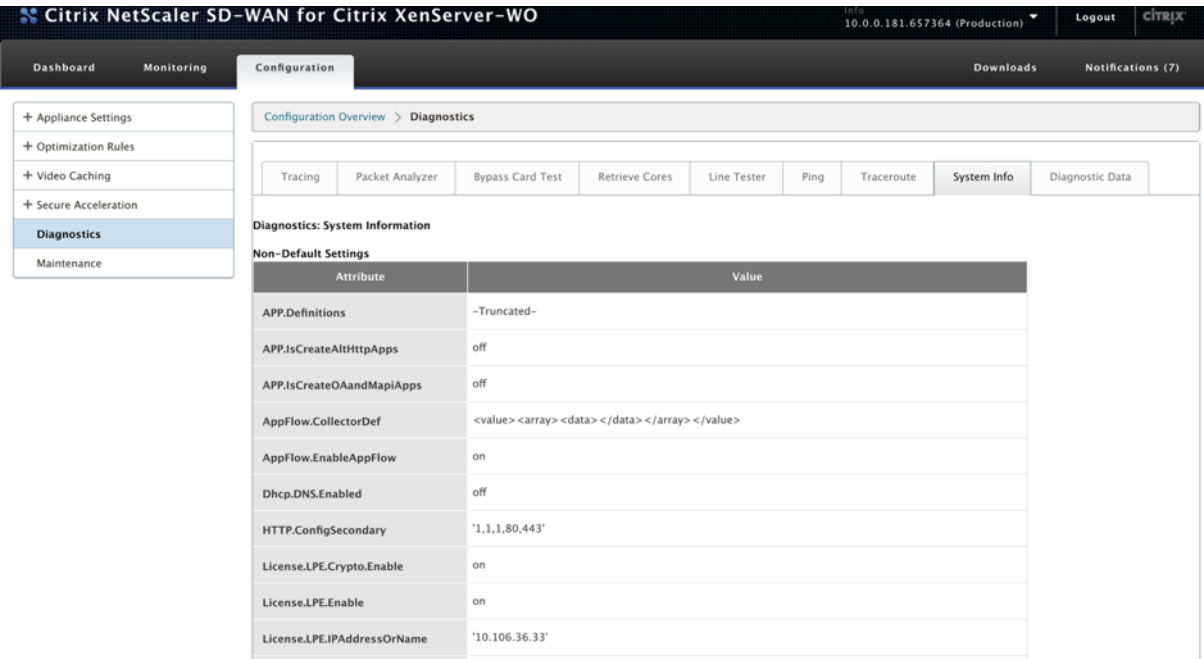 Citrix NetScaler SD-WAN for Citrix XenServer-WO
Info
10.0.0.181.657364 (Production)
Logout
CITRIX
Dashboard Monitoring Configuration Downloads Notifications (7)
+ Appliance Settings
+ Optimization Rules
+ Video Caching
+ Secure Acceleration
Diagnostics
Maintenance
Configuration Overview > Diagnostics
Tracing Packet Analyzer Bypass Card Test Retrieve Cores Line Tester Ping Traceroute System Info Diagnostic Data
Diagnostics: System Information
Non-Default Settings
Attribute Value
APP.Definitions -Truncated-
APP.IsCreateAltHttpApps off
APP.IsCreateOAandMapiApps off
AppFlow.CollectorDef <value><array><data></data></array></value>
AppFlow.EnableAppFlow on
Dhcp.DNS.Enabled off
HTTP.ConfigSecondary '1,1,1,80,443'
License.LPE.Crypto.Enable on
License.LPE.Enable on
License.LPE.IPAddressOrName '10.106.36.33'